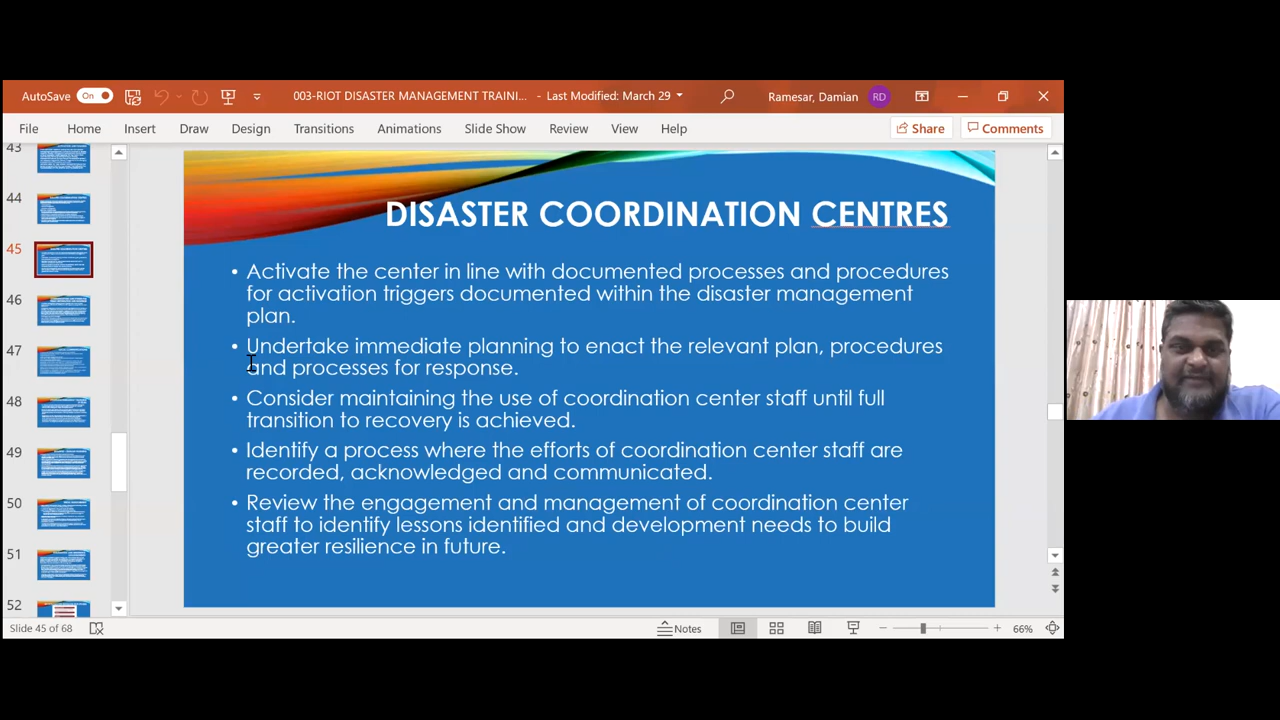 AutoSave On
003-RIOT DISASTER MANAGEMENT TRAINI... - Last Modified: March 29
Ramesar, Damian RD
File Home Insert Draw Design Transitions Animations Slide Show Review View Help
Share Comments
43
44
45
46
47
48
49
50
51
52
DISASTER COORDINATION CENTRES
• Activate the center in line with documented processes and procedures
for activation triggers documented within the disaster management
plan.
• Undertake immediate planning to enact the relevant plan, procedures
and processes for response.
• Consider maintaining the use of coordination center staff until full
transition to recovery is achieved.
• Identify a process where the efforts of coordination center staff are
recorded, acknowledged and communicated.
• Review the engagement and management of coordination center
staff to identify lessons identified and development needs to build
greater resilience in future.
Slide 45 of 68
Notes
66%